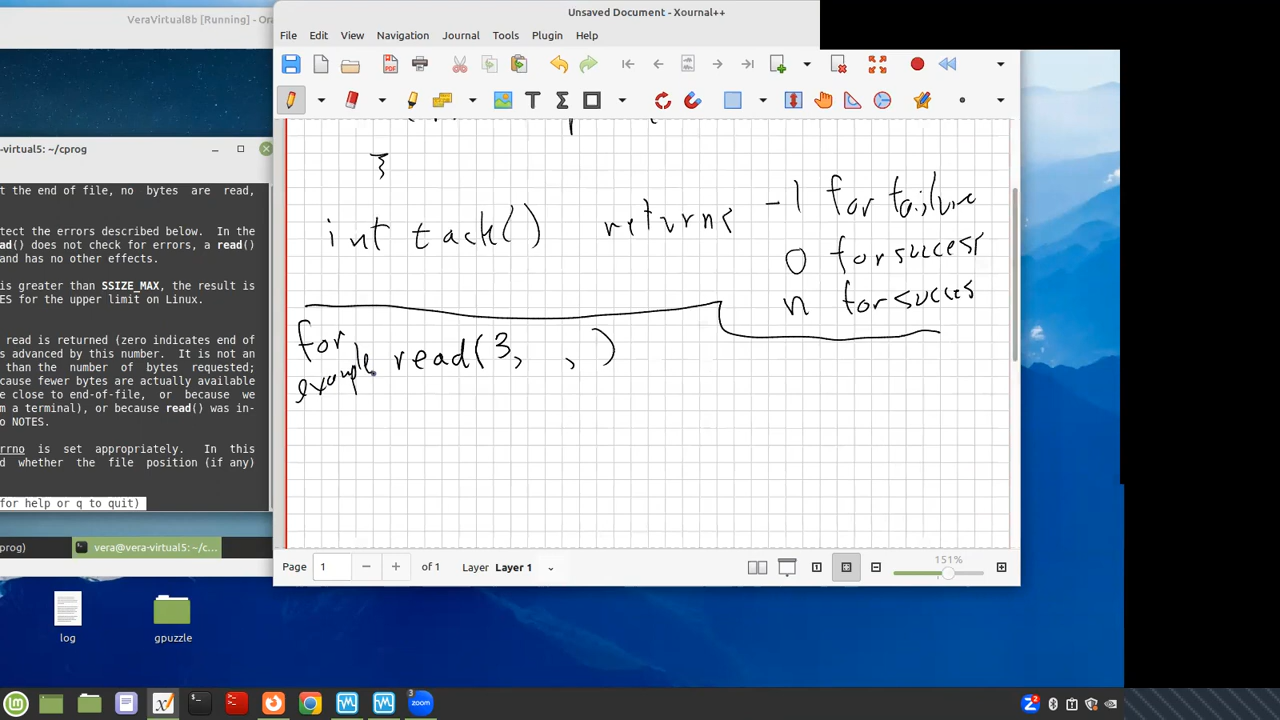 VeraVirtual8b [Running] - Ora
Unsaved Document - Xournal++
File Edit View Navigation Journal Tools Plugin Help
-virtual5: ~/cprog
t the end of file, no bytes are read,
tect the errors described below. In the
ad() does not check for errors, a read()
and has no other effects.
is greater than SSIZE_MAX, the result is
ES for the upper limit on Linux.
read is returned (zero indicates end of
s advanced by this number. It is not an
than the number of bytes requested;
cause fewer bytes are actually available
e close to end-of-file, or because we
m a terminal), or because read() was in-
o NOTES.
rrno is set appropriately. In this
d whether the file position (if any)
for help or q to quit)
}
int tack() returns -1 for failure
0 for success
n for succes
for example read(3, , )
cprog)
vera@vera-virtual5: ~/c...
Page 1 of 1 Layer Layer 1 151%
log
gpuzzle
3
zoom